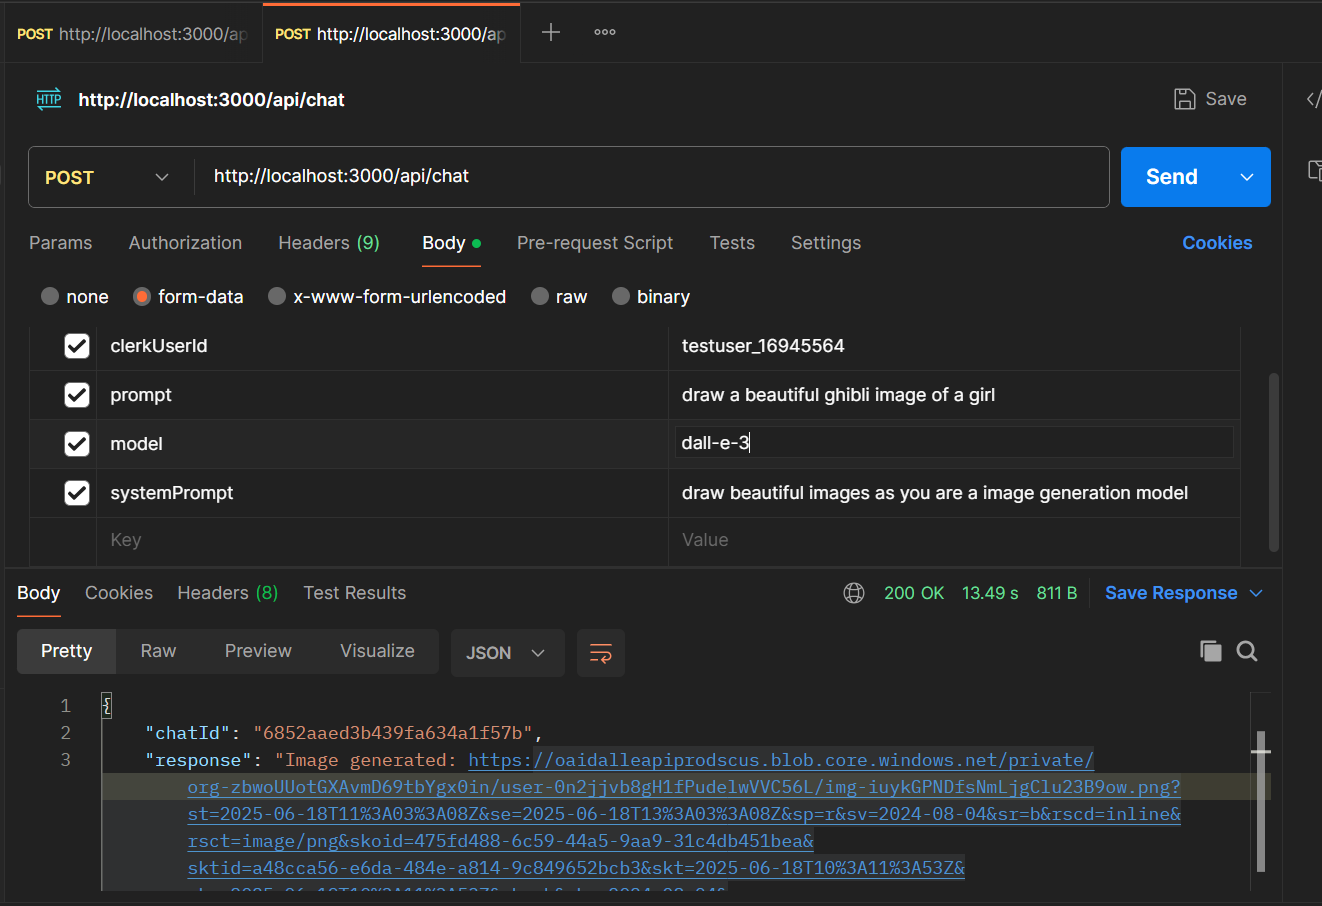 POST http://localhost:3000/ap
POST http://localhost:3000/ap
HTTP http://localhost:3000/api/chat
Save
POST http://localhost:3000/api/chat
Send
Params Authorization Headers (9) Body Pre-request Script Tests Settings Cookies
none form-data x-www-form-urlencoded raw binary
clerkUserId testuser_16945564
prompt draw a beautiful ghibli image of a girl
model dall-e-3
systemPrompt draw beautiful images as you are a image generation model
Key Value
Body Cookies Headers (8) Test Results 200 OK 13.49 s 811 B Save Response
Pretty Raw Preview Visualize JSON
1 {
2 "chatId": "6852aaed3b439fa634a1f57b",
3 "response": "Image generated: https://oaidalleapiprodscus.blob.core.windows.net/private/
org-zbwoUUotGXAvmD69tbYgx0in/user-0n2jjvb8gH1fPudelwVVC56L/img-iuykGPNDfsNmLjgClu23B9ow.png?
st=2025-06-18T11%3A03%3A08Z&se=2025-06-18T13%3A03%3A08Z&sp=r&sv=2024-08-04&sr=b&rscd=inline&
rsct=image/png&skoid=475fd488-6c59-44a5-9aa9-31c4db451bea&
sktid=a48cca56-e6da-484e-a814-9c849652bcb3&skt=2025-06-18T10%3A11%3A53Z&